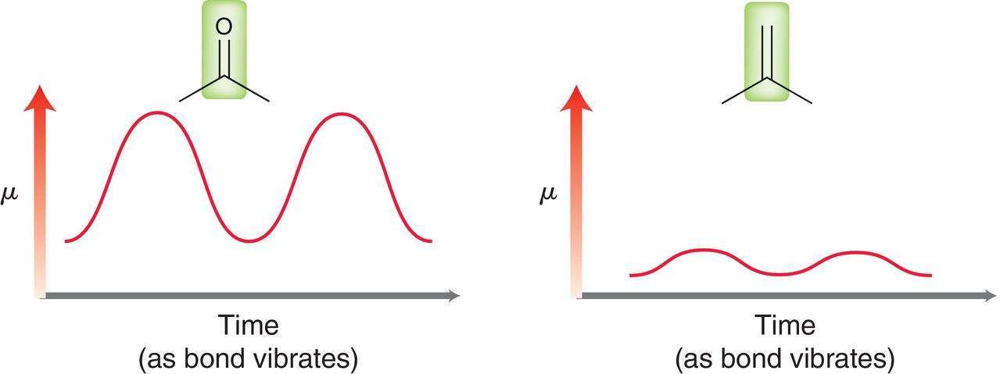 O
μ
μ
Time
(as bond vibrates)
Time
(as bond vibrates)